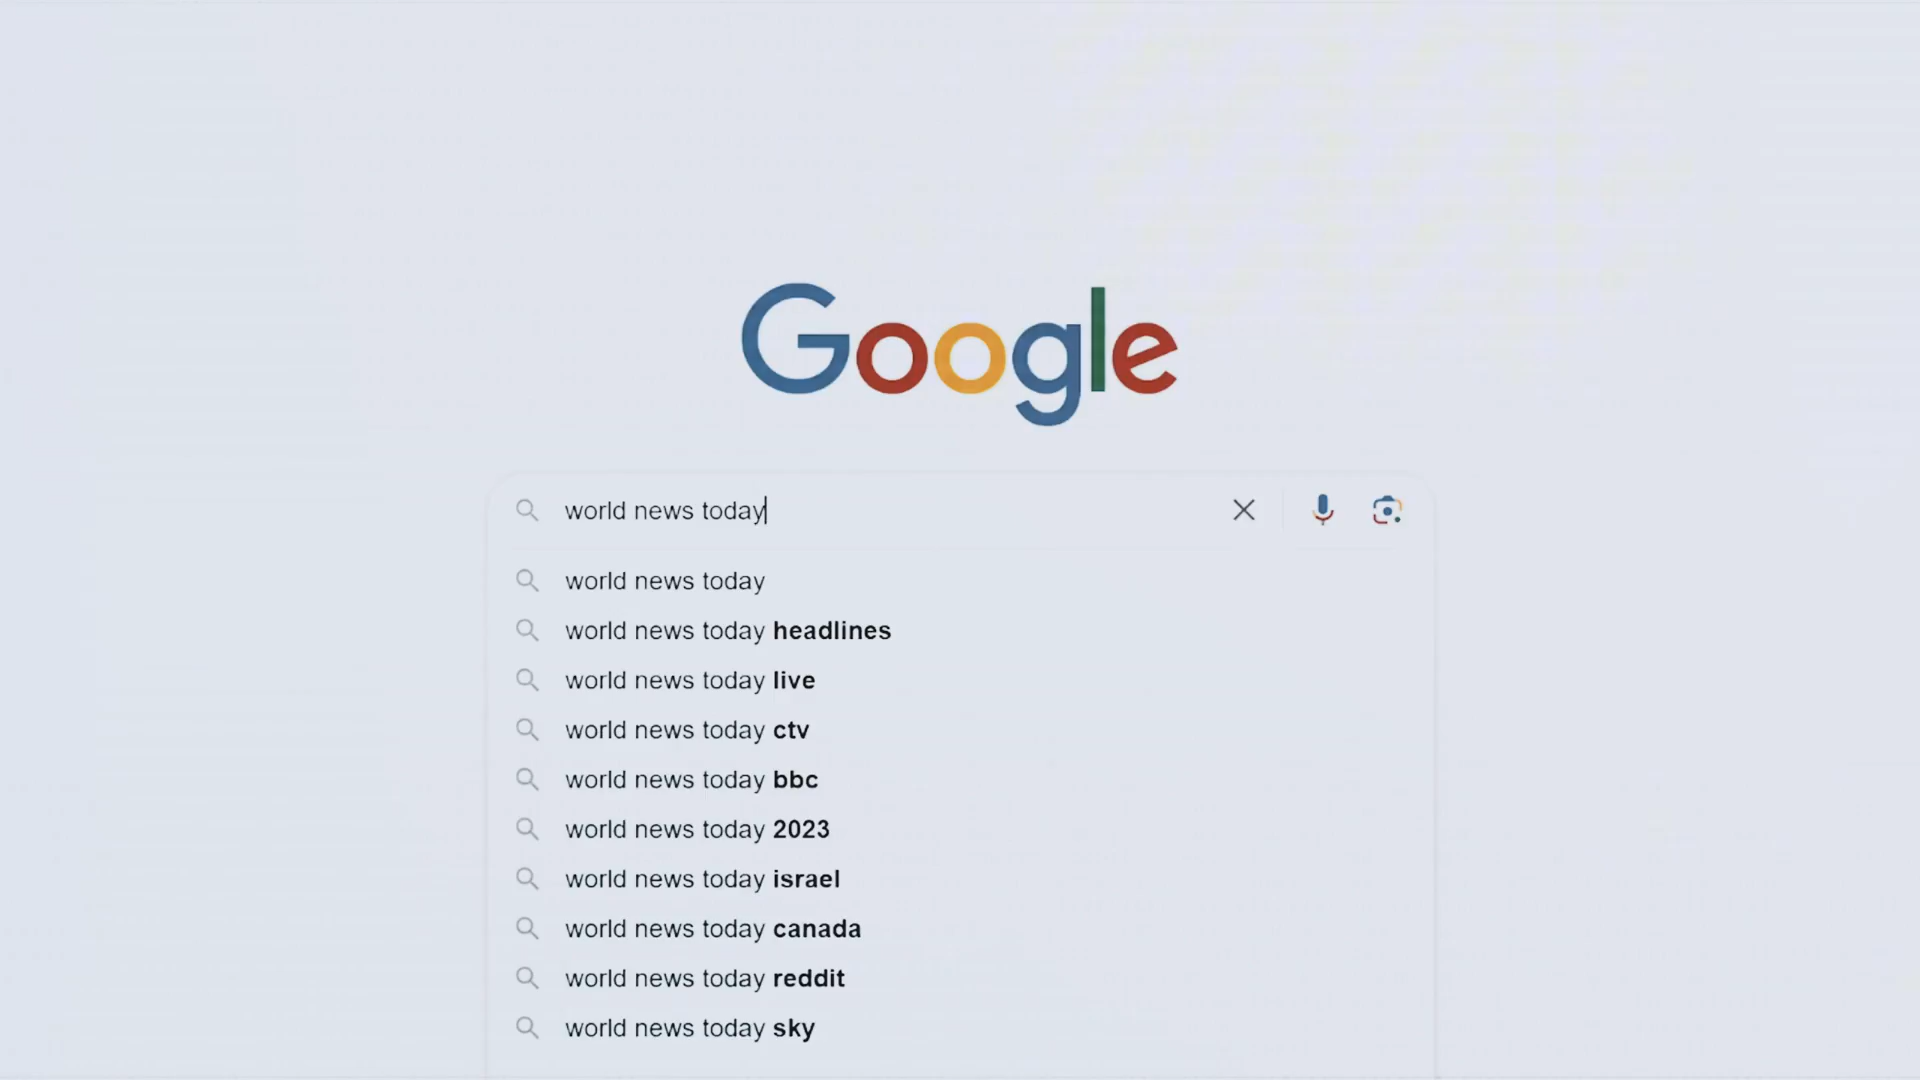 Google
world news today
world news today
world news today headlines
world news today live
world news today ctv
world news today bbc
world news today 2023
world news today israel
world news today canada
world news today reddit
world news today sky